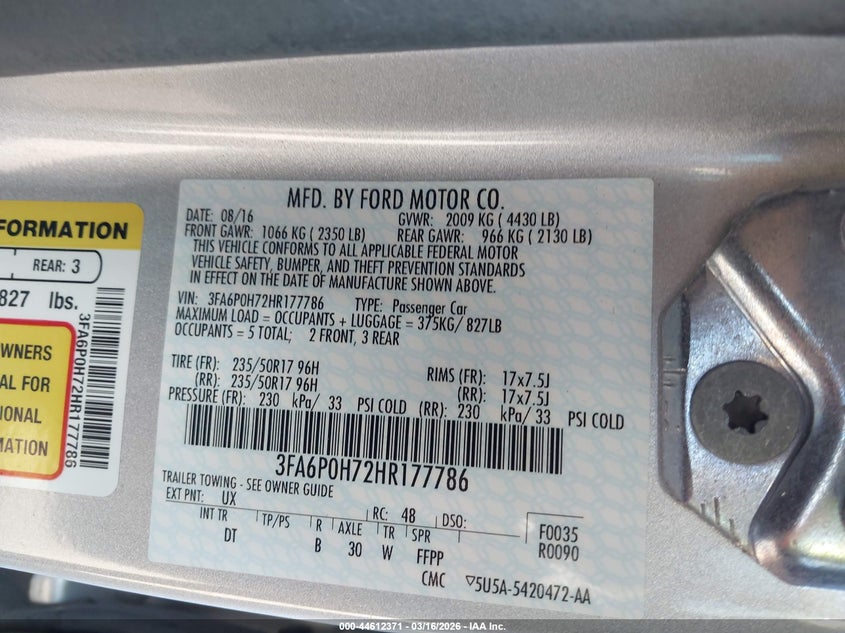 FORMATION
REAR: 3
827 lbs.
OWNERS
AL FOR
IONAL
MATION
3FA6P0H72HR177786
MFD. BY FORD MOTOR CO.
DATE: 08/16 GVWR: 2009 KG ( 4430 LB)
FRONT GAWR: 1066 KG ( 2350 LB) REAR GAWR: 966 KG ( 2130 LB)
THIS VEHICLE CONFORMS TO ALL APPLICABLE FEDERAL MOTOR
VEHICLE SAFETY, BUMPER, AND THEFT PREVENTION STANDARDS
IN EFFECT ON THE DATE OF MANUFACTURE SHOWN ABOVE.
VIN: 3FA6P0H72HR177786 TYPE: Passenger Car
MAXIMUM LOAD = OCCUPANTS + LUGGAGE = 375KG/ 827LB
OCCUPANTS = 5 TOTAL; 2 FRONT, 3 REAR
TIRE (FR): 235/50R17 96H RIMS (FR): 17x7.5J
(RR): 235/50R17 96H (RR): 17x7.5J
PRESSURE (FR): 230 kPa/ 33 PSI COLD (RR): 230 kPa/ 33 PSI COLD
3FA6P0H72HR177786
TRAILER TOWING - SEE OWNER GUIDE
EXT PNT: UX RC: 48 DSO:
INT TR TP/PS R AXLE TR SPR F0035
DT B 30 W FFPP R0090
CMC 5U5A-5420472-AA
000-44612371 - 03/16/2026 - IAA Inc.